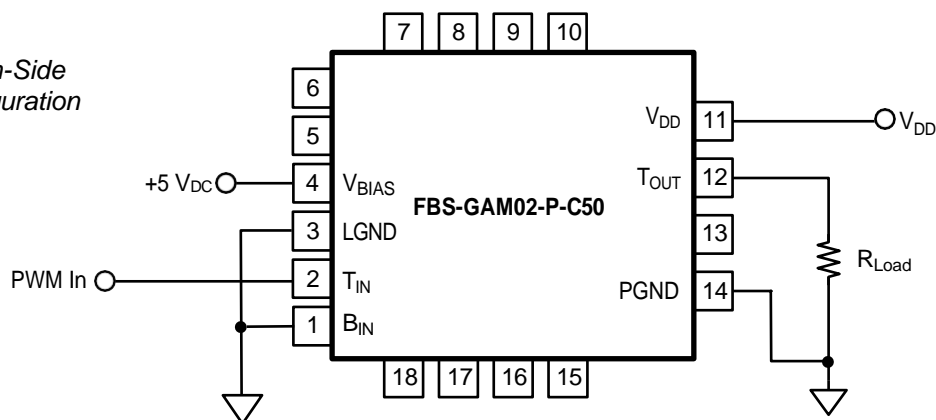 7 8 9 10
-Side
uration
6
5
4
3
2
1
+5 VDC
PWM In
VBIAS
LGND
TIN
BIN
FBS-GAM02-P-C50
VDD
TOUT
PGND
11
12
13
14
VDD
RLoad
18 17 16 15